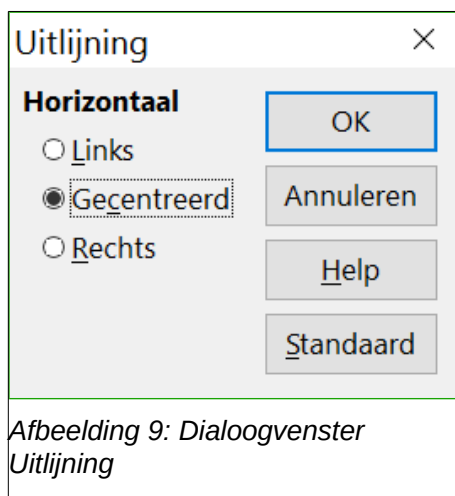 Uitlijning
Horizontaal
Links
Gecentreerd
Rechts
OK
Annuleren
Help
Standaard
Afbeelding 9: Dialoogvenster
Uitlijning